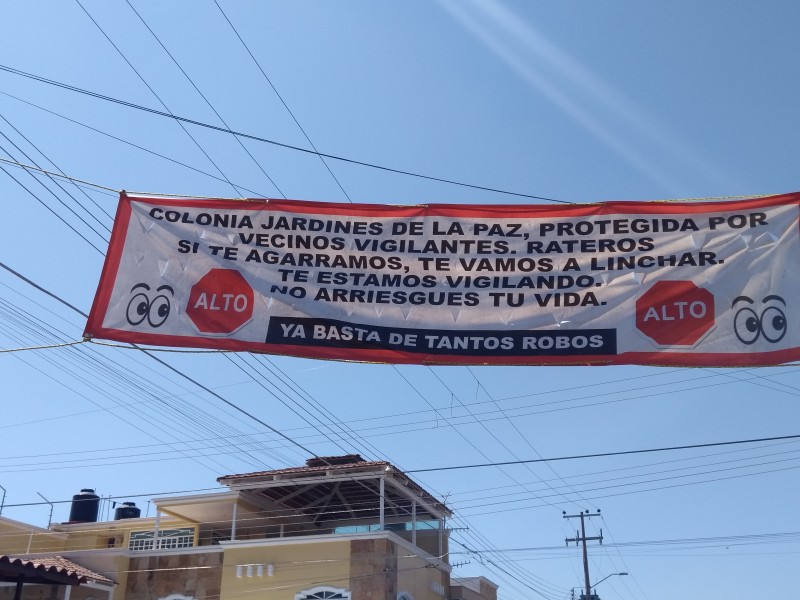 COLONIA JARDINES DE LA PAZ, PROTEGIDA POR
VECINOS VIGILANTES. RATEROS
SI TE AGARRAMOS, TE VAMOS A LINCHAR.
TE ESTAMOS VIGILANDO.
NO ARRIESGUES TU VIDA.
ALTO
ALTO
YA BASTA DE TANTOS ROBOS